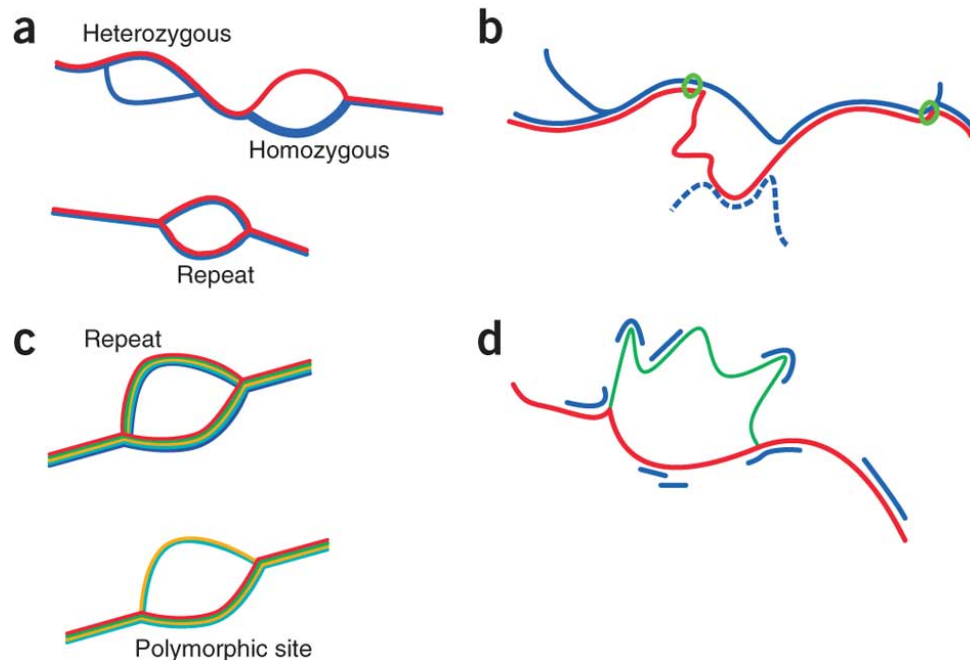 a
Heterozygous
Homozygous
Repeat
b
c
Repeat
Polymorphic site
d